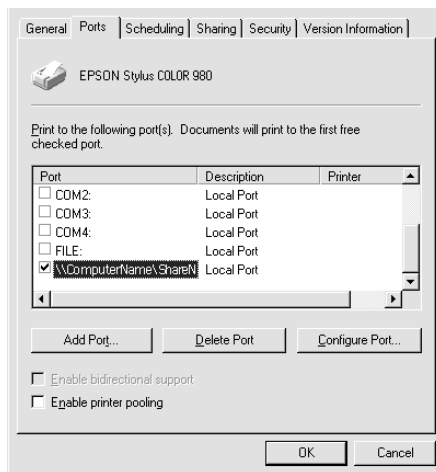 General Ports Scheduling Sharing Security Version Information
EPSON Stylus COLOR 980
Print to the following port(s). Documents will print to the first free
checked port.
Port Description Printer
COM2: Local Port
COM3: Local Port
COM4: Local Port
FILE: Local Port
\\ComputerName\ShareN Local Port
Add Port... Delete Port Configure Port...
Enable bidirectional support
Enable printer pooling
OK Cancel